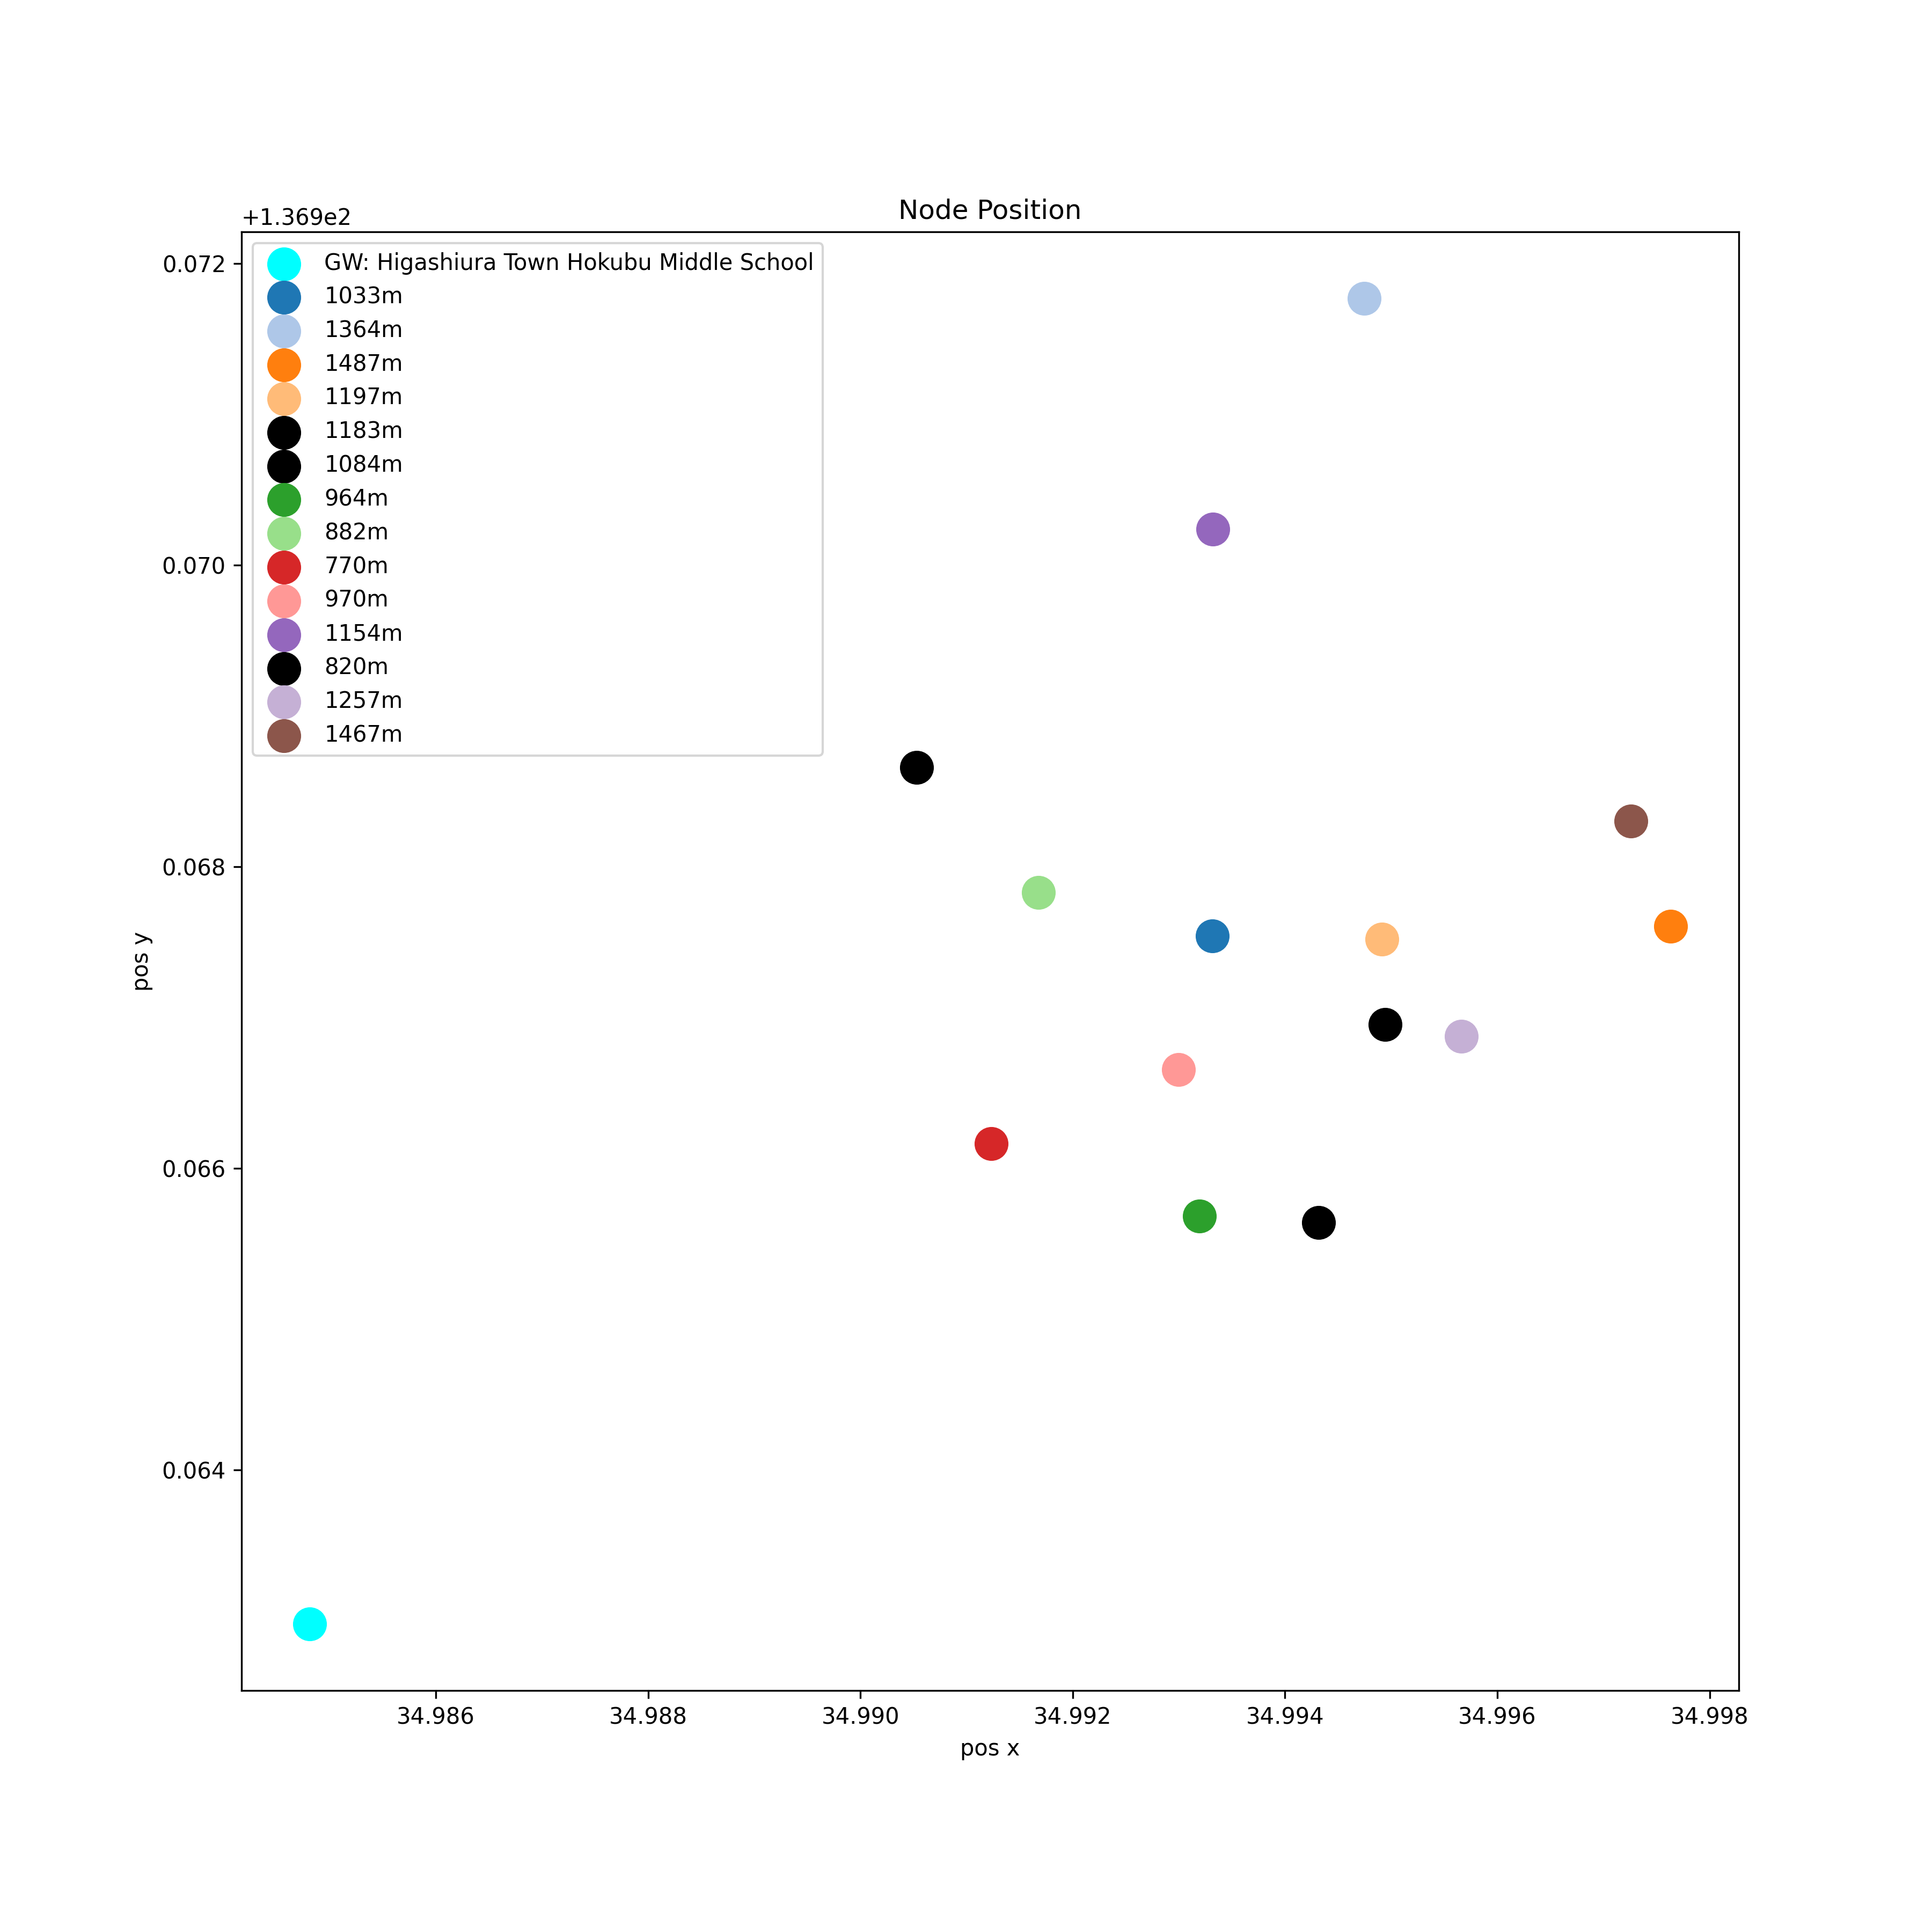 Node Position
+1.369e2
GW: Higashiura Town Hokubu Middle School
1033m
1364m
1487m
1197m
1183m
1084m
964m
882m
770m
970m
1154m
820m
1257m
1467m
0.072
0.070
0.068
0.066
0.064
pos y
34.986 34.988 34.990 34.992 34.994 34.996 34.998
pos x